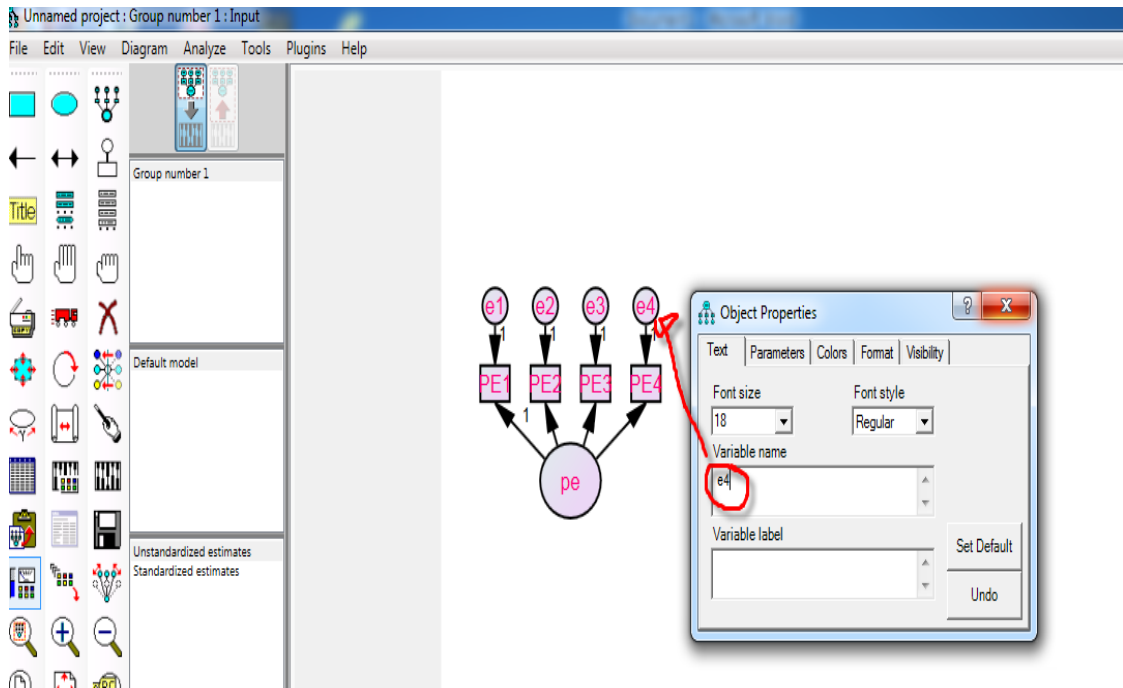 Unnamed project : Group number 1 : Input
File Edit View Diagram Analyze Tools Plugins Help
Title
Group number 1
Default model
Unstandardized estimates
Standardized estimates
e1 e2 e3 e4
1 1 1 1
PE1 PE2 PE3 PE4
1
pe
Object Properties
Text Parameters Colors Format Visibility
Font size Font style
18 Regular
Variable name
e4
Variable label
Set Default
Undo